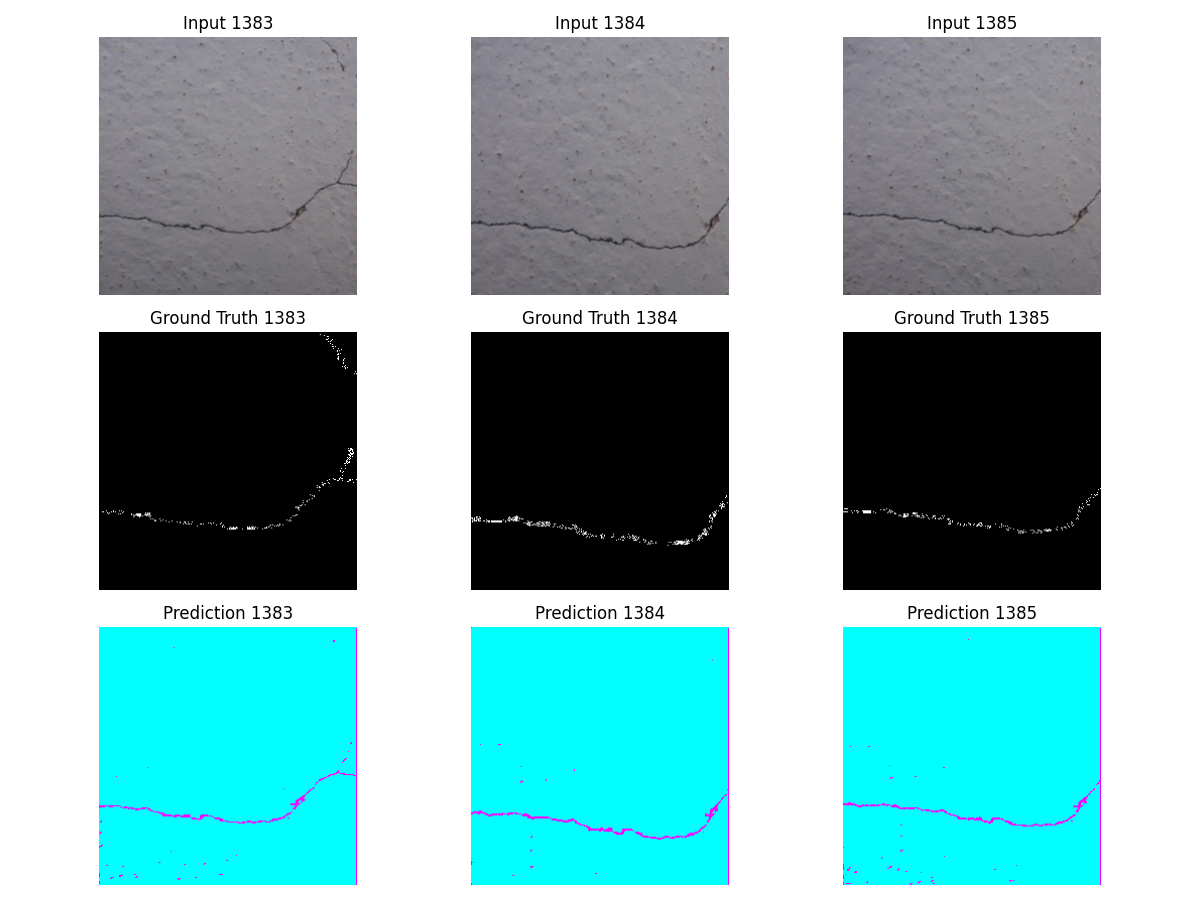 Input 1383
Input 1384
Input 1385
Ground Truth 1383
Ground Truth 1384
Ground Truth 1385
Prediction 1383
Prediction 1384
Prediction 1385